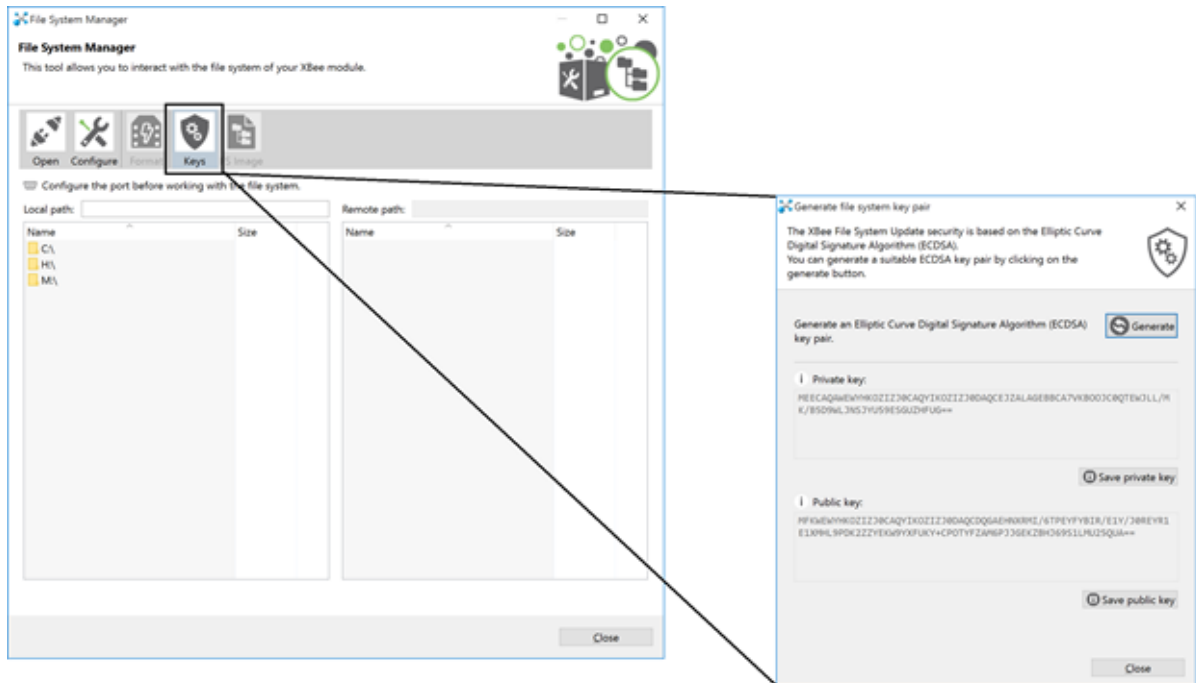 File System Manager
File System Manager
This tool allows you to interact with the file system of your XBee module.
Open Configure Format Keys FS Image
Configure the port before working with the file system.
Local path: Remote path:
Name Size Name Size
C:\
H:\
M:\
Close
Generate file system key pair
The XBee File System Update security is based on the Elliptic Curve
Digital Signature Algorithm (ECDSA).
You can generate a suitable ECDSA key pair by clicking on the
generate button.
Generate an Elliptic Curve Digital Signature Algorithm (ECDSA)
key pair.
Generate
Private key:
Save private key
Public key:
Save public key
Close